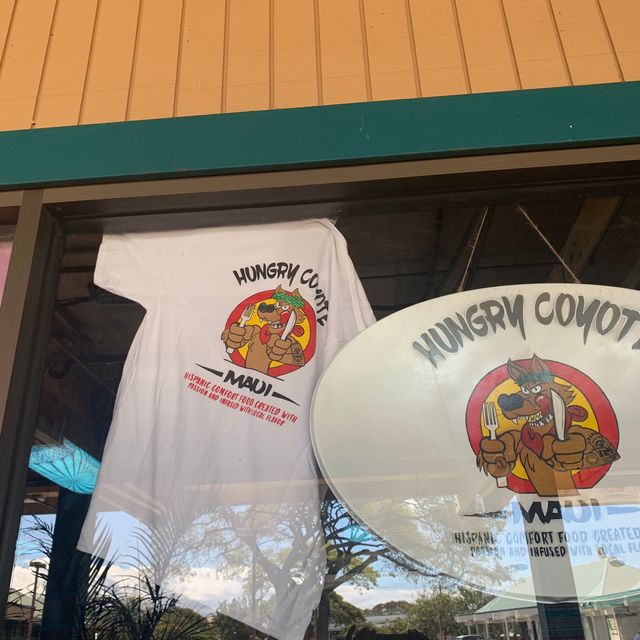 HUNGRY COYOTE
MAUI
HISPANIC COMFORT FOOD CREATED WITH
PASSION AND INFUSED WITH LOCAL FLAVOR
HUNGRY COYOTE
MAUI
HISPANIC COMFORT FOOD CREATED
PASSION AND INFUSED WITH LOCAL FL